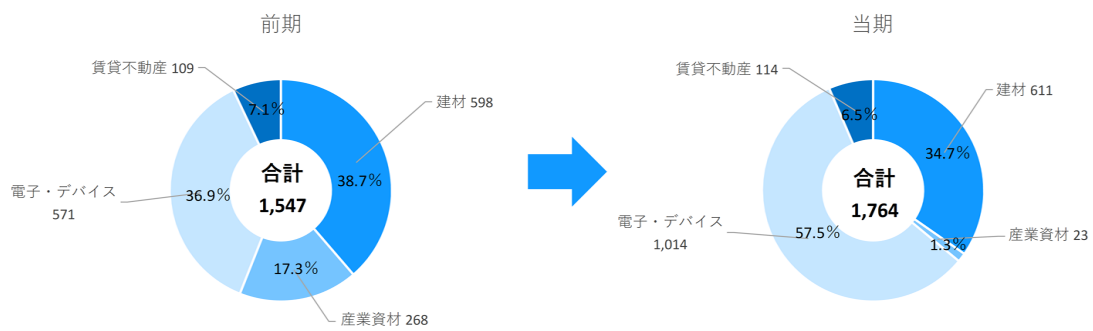 前期
賃貸不動産 109
7.1%
建材 598
38.7%
合計
1,547
電子・デバイス
571
36.9%
17.3%
産業資材 268
当期
賃貸不動産 114
6.5%
建材 611
34.7%
合計
1,764
電子・デバイス
1,014
57.5%
1.3%
産業資材 23